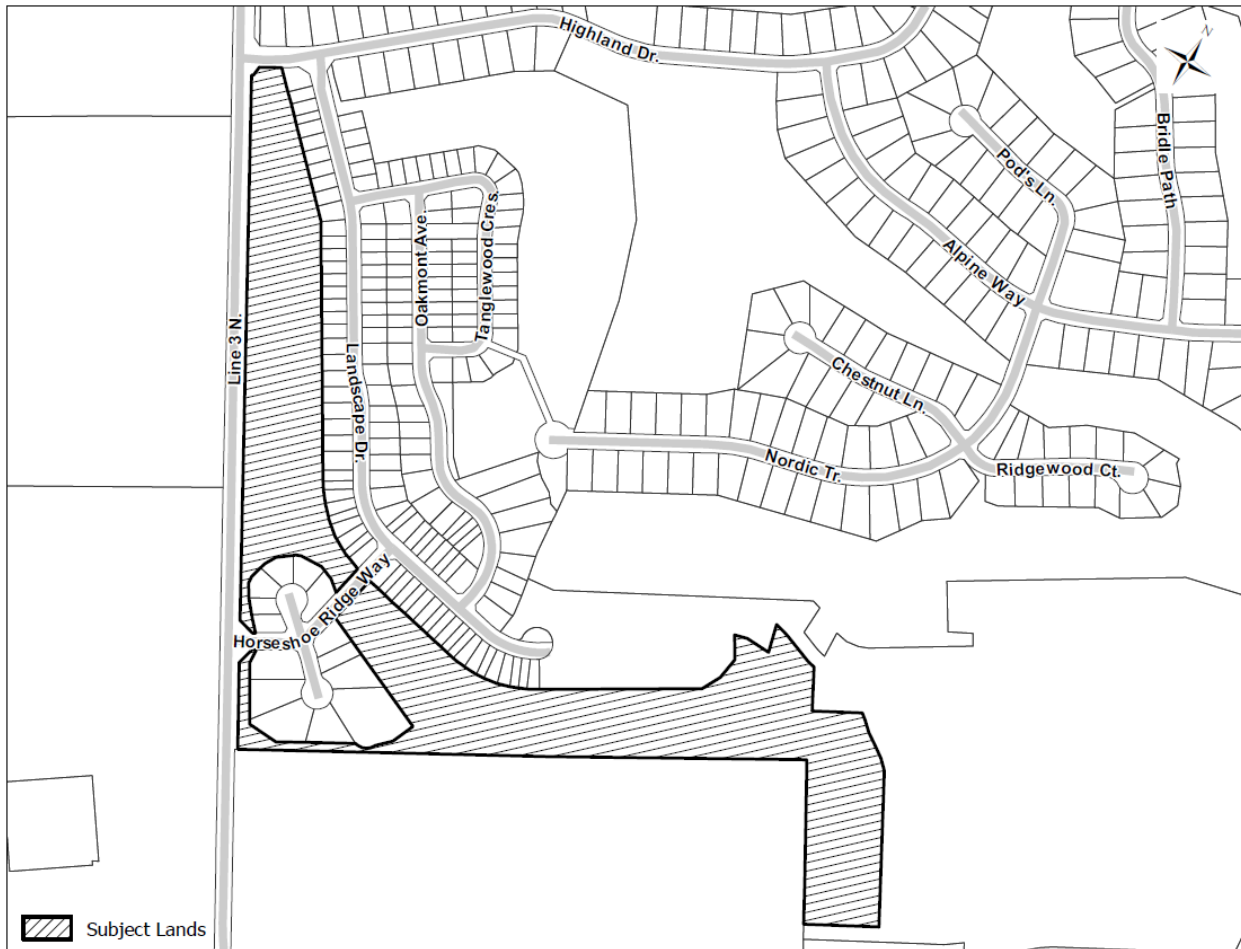 N
Highland Dr.
Bridle Path
Pod's Ln.
Alpine Way
Tanglewood Cres.
Oakmont Ave.
Line 3 N.
Landscape Dr.
Chestnut Ln.
Nordic Tr.
Ridgewood Ct.
Horseshoe Ridge Way
Subject Lands